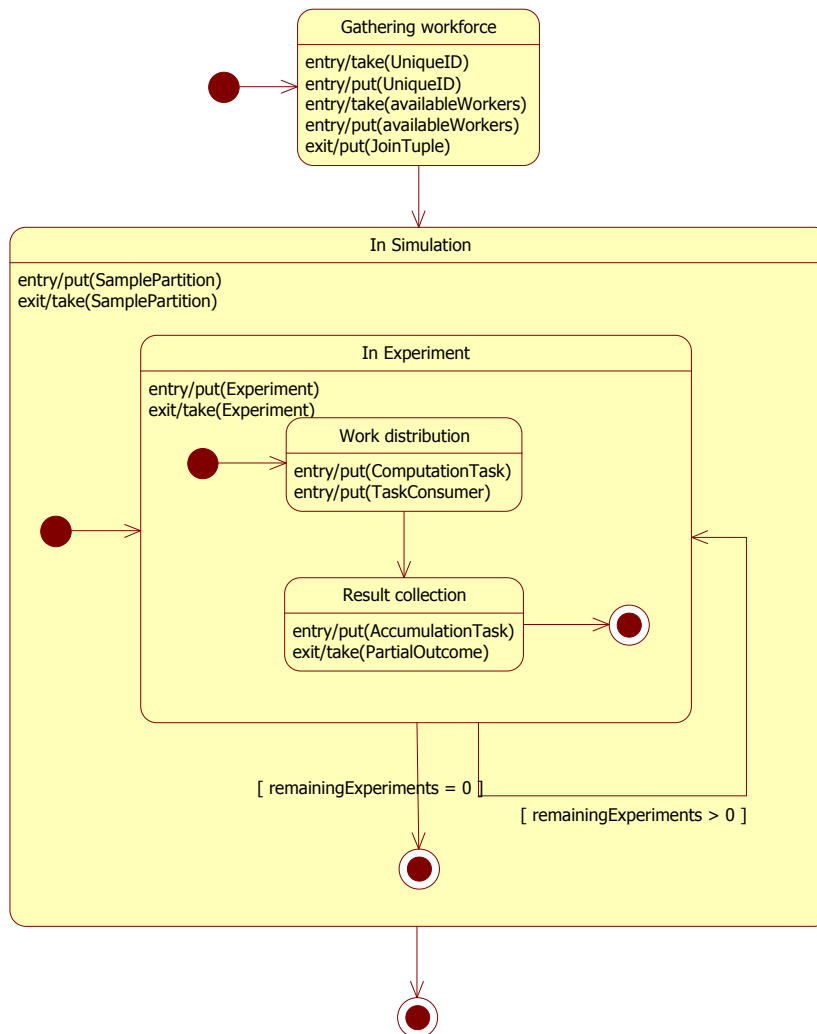 Gathering workforce
entry/take(UniqueID)
entry/put(UniqueID)
entry/take(availableWorkers)
entry/put(availableWorkers)
exit/put(JoinTuple)
In Simulation
entry/put(SamplePartition)
exit/take(SamplePartition)
In Experiment
entry/put(Experiment)
exit/take(Experiment)
Work distribution
entry/put(ComputationTask)
entry/put(TaskConsumer)
Result collection
entry/put(AccumulationTask)
exit/take(PartialOutcome)
[ remainingExperiments = 0 ]
[ remainingExperiments > 0 ]